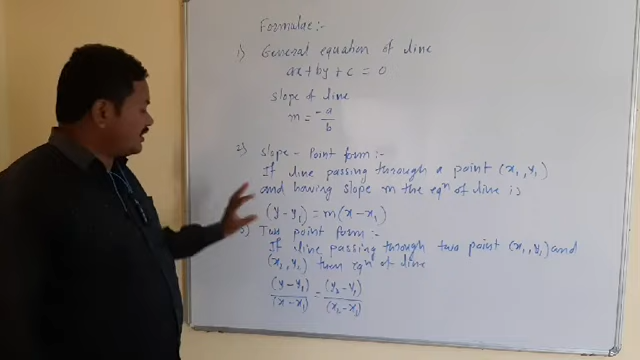 Formulae:-
1) General equation of line
ax + by + c = 0
slope of line
m = -a/b
2) slope - Point form:-
If line passing through a point (x₁, y₁)
and having slope m the eqⁿ of line is
(y-y₁) = m(x-x₁)
3) Two point form:-
If line passing through two point (x₁, y₁) and
(x₂, y₂) then eqⁿ of line
(y-y₁)/(x-x₁) = (y₂-y₁)/(x₂-x₁)